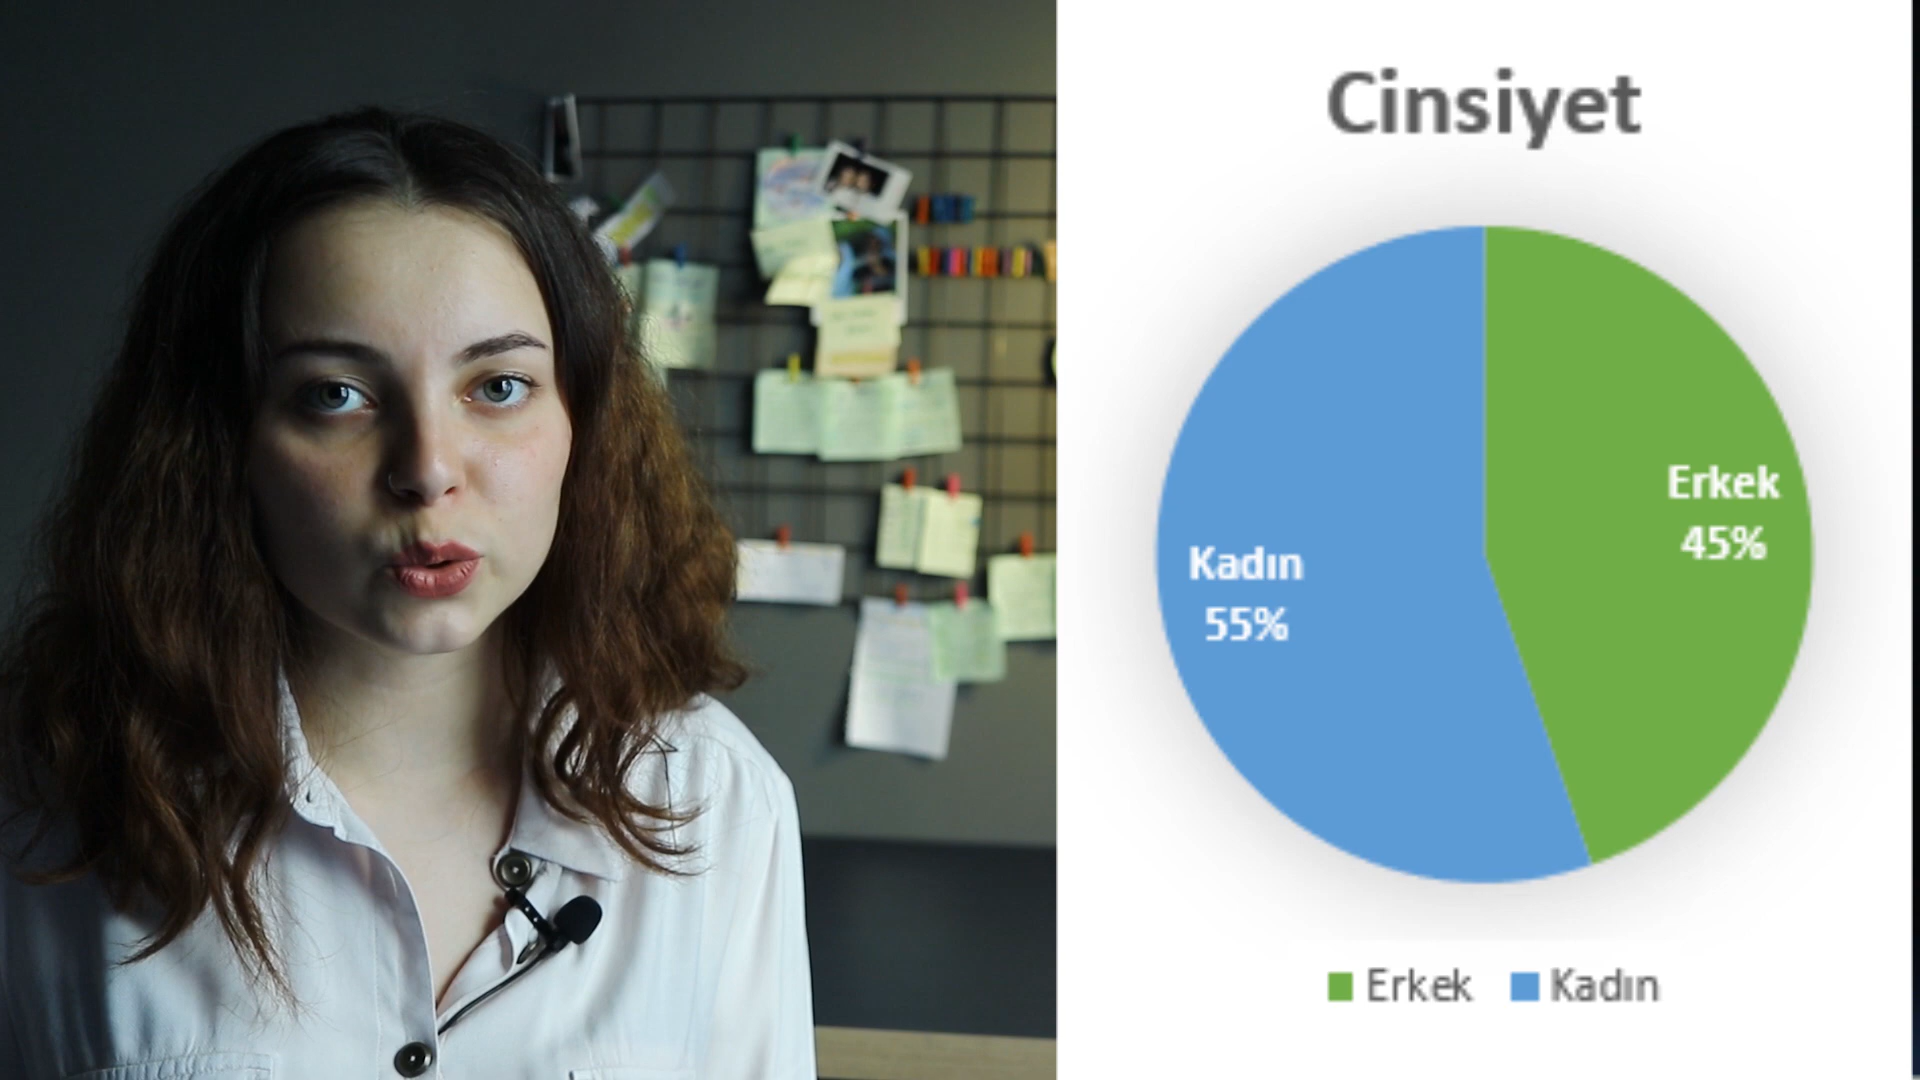 Cinsiyet
Erkek
45%
Kadın
55%
Erkek
Kadın